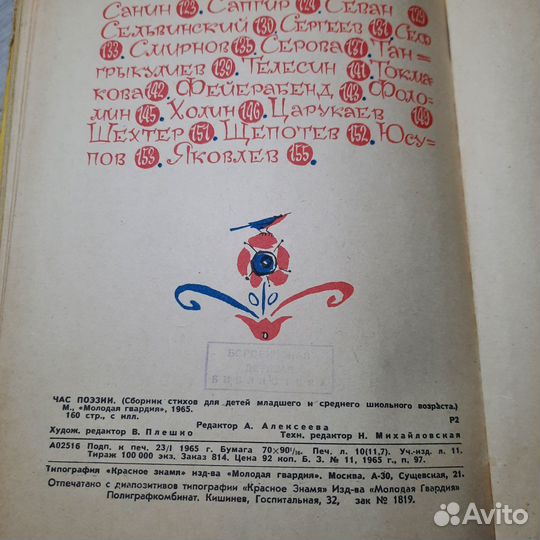 Санин 123. Сапгир 124. Севан 129
Сельвинский 130. Сергеев 131. Сеф
133. Смирнов 135. Серова 137. Тан-
грыкулиев 139. Телесин 141. Токма-
кова 142. Фейерабенд 143. Фоло-
мин 145. Холин 146. Царукаев 149
Шехтер 151. Щепотев 152. Юсу-
пов 153. Яковлев 155.
БИБЛИОТЕКА
ЧАС ПОЭЗИИ. (Сборник стихов для детей младшего и среднего школьного возраста.)
М., «Молодая гвардия», 1965.
160 стр., с илл.
Р2
Редактор А. Алексеева
Худож. редактор В. Плешко Техн. редактор Н. Михайловская
А02516 Подп. к печ. 23/I 1965 г. Бумага 70×90¹/₁₆. Печ. л. 10(11,7). Уч.-изд. л. 11.
Тираж 100 000 экз. Заказ 814. Цена 92 коп. Б. З. № 11, 1965 г., п. 97.
Типография «Красное знамя» изд-ва «Молодая гвардия». Москва, А-30, Сущевская, 21.
Отпечатано с диапозитивов типографии «Красное Знамя» Изд-ва «Молодая Гвардия»
Полиграфкомбинат. Кишинев, Госпитальная, 32, зак № 1819.
Avito